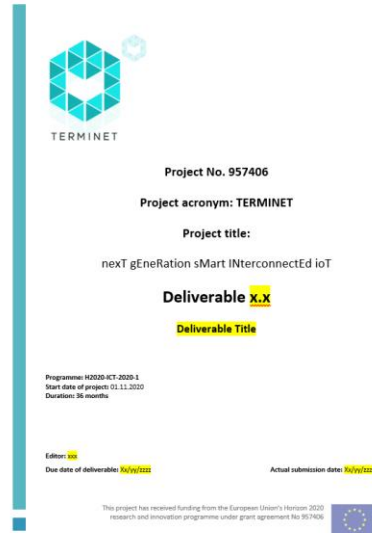 TERMINET
Project No. 957406
Project acronym: TERMINET
Project title:
nexT gEneRation sMart INterconnectEd ioT
Deliverable x.x
Deliverable Title
Programme: H2020-ICT-2020-1
Start date of project: 01.11.2020
Duration: 36 months
Editor: xxx
Due date of deliverable: Xx/yy/zzzz Actual submission date: Xx/yy/zzz
This project has received funding from the European Union's Horizon 2020
research and innovation programme under grant agreement No 957406